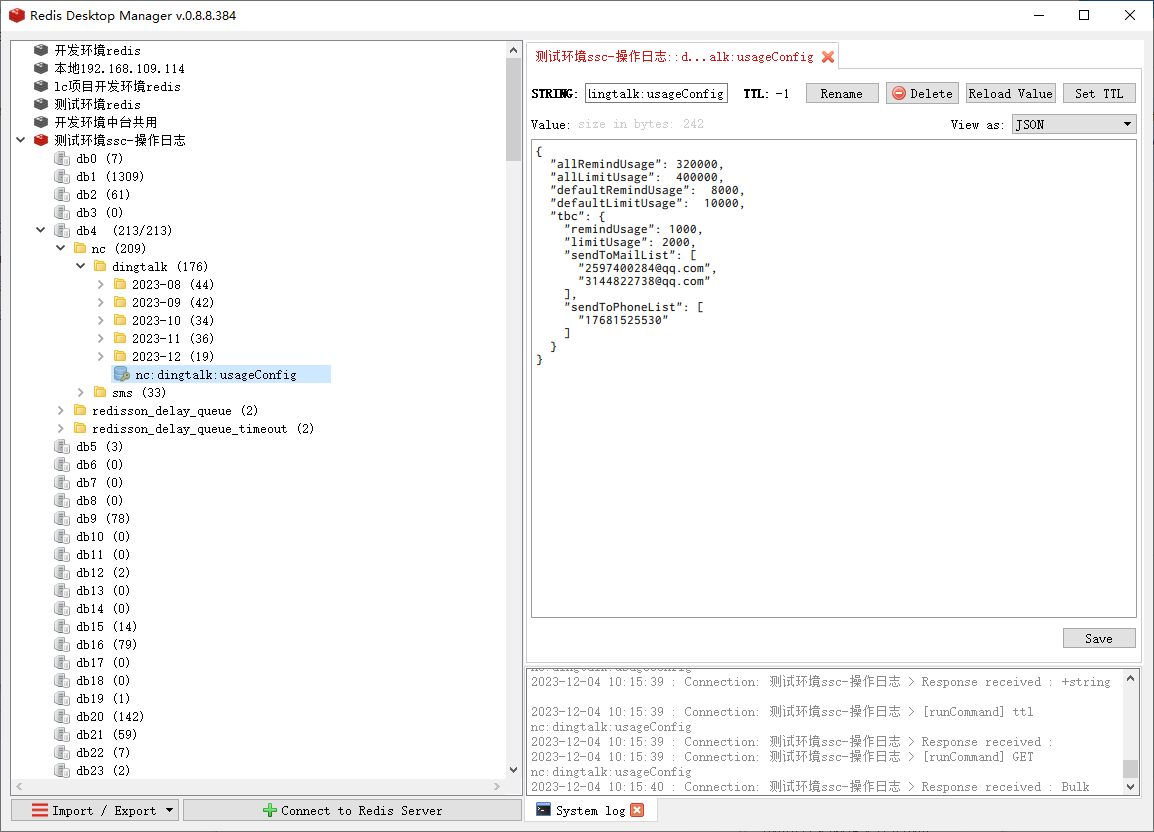 Redis Desktop Manager v.0.8.8.384
开发环境redis
本地192.168.109.114
lc项目开发环境redis
测试环境redis
开发环境中台共用
测试环境ssc-操作日志
db0 (7)
db1 (1309)
db2 (61)
db3 (0)
db4 (213/213)
nc (209)
dingtalk (176)
2023-08 (44)
2023-09 (42)
2023-10 (34)
2023-11 (36)
2023-12 (19)
nc:dingtalk:usageConfig
sms (33)
redisson_delay_queue (2)
redisson_delay_queue_timeout (2)
db5 (3)
db6 (0)
db7 (0)
db8 (0)
db9 (78)
db10 (0)
db11 (0)
db12 (2)
db13 (0)
db14 (0)
db15 (14)
db16 (79)
db17 (0)
db18 (0)
db19 (1)
db20 (142)
db21 (59)
db22 (7)
db23 (2)
Import / Export
Connect to Redis Server
测试环境ssc-操作日志::d...alk:usageConfig
STRING: lingtalk:usageConfig TTL: -1 Rename Delete Reload Value Set TTL
Value: size in bytes: 242 View as: JSON
{
"allRemindUsage": 320000,
"allLimitUsage": 400000,
"defaultRemindUsage": 8000,
"defaultLimitUsage": 10000,
"tbc": {
"remindUsage": 1000,
"limitUsage": 2000,
"sendToMailList": [
"2597400284@qq.com",
"3144822738@qq.com"
],
"sendToPhoneList": [
"17681525530"
]
}
}
Save
nc:dingtalk:usageConfig
2023-12-04 10:15:39 : Connection: 测试环境ssc-操作日志 > Response received : +string
2023-12-04 10:15:39 : Connection: 测试环境ssc-操作日志 > [runCommand] ttl
nc:dingtalk:usageConfig
2023-12-04 10:15:39 : Connection: 测试环境ssc-操作日志 > Response received :
2023-12-04 10:15:39 : Connection: 测试环境ssc-操作日志 > [runCommand] GET
nc:dingtalk:usageConfig
2023-12-04 10:15:40 : Connection: 测试环境ssc-操作日志 > Response received : Bulk
System log